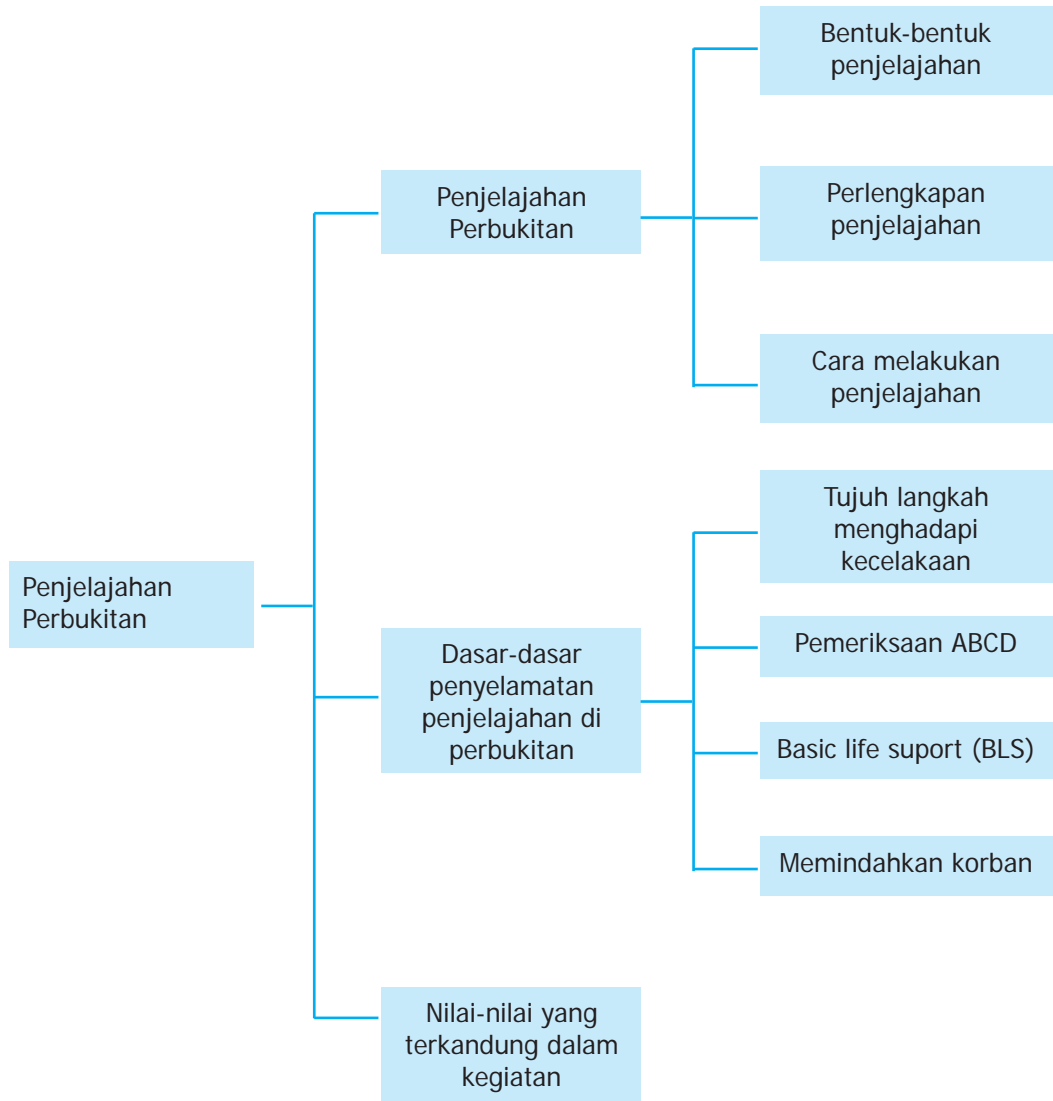 Penjelajahan
Perbukitan
Penjelajahan
Perbukitan
Bentuk-bentuk
penjelajahan
Perlengkapan
penjelajahan
Cara melakukan
penjelajahan
Dasar-dasar
penyelamatan
penjelajahan di
perbukitan
Tujuh langkah
menghadapi
kecelakaan
Pemeriksaan ABCD
Basic life suport (BLS)
Memindahkan korban
Nilai-nilai yang
terkandung dalam
kegiatan